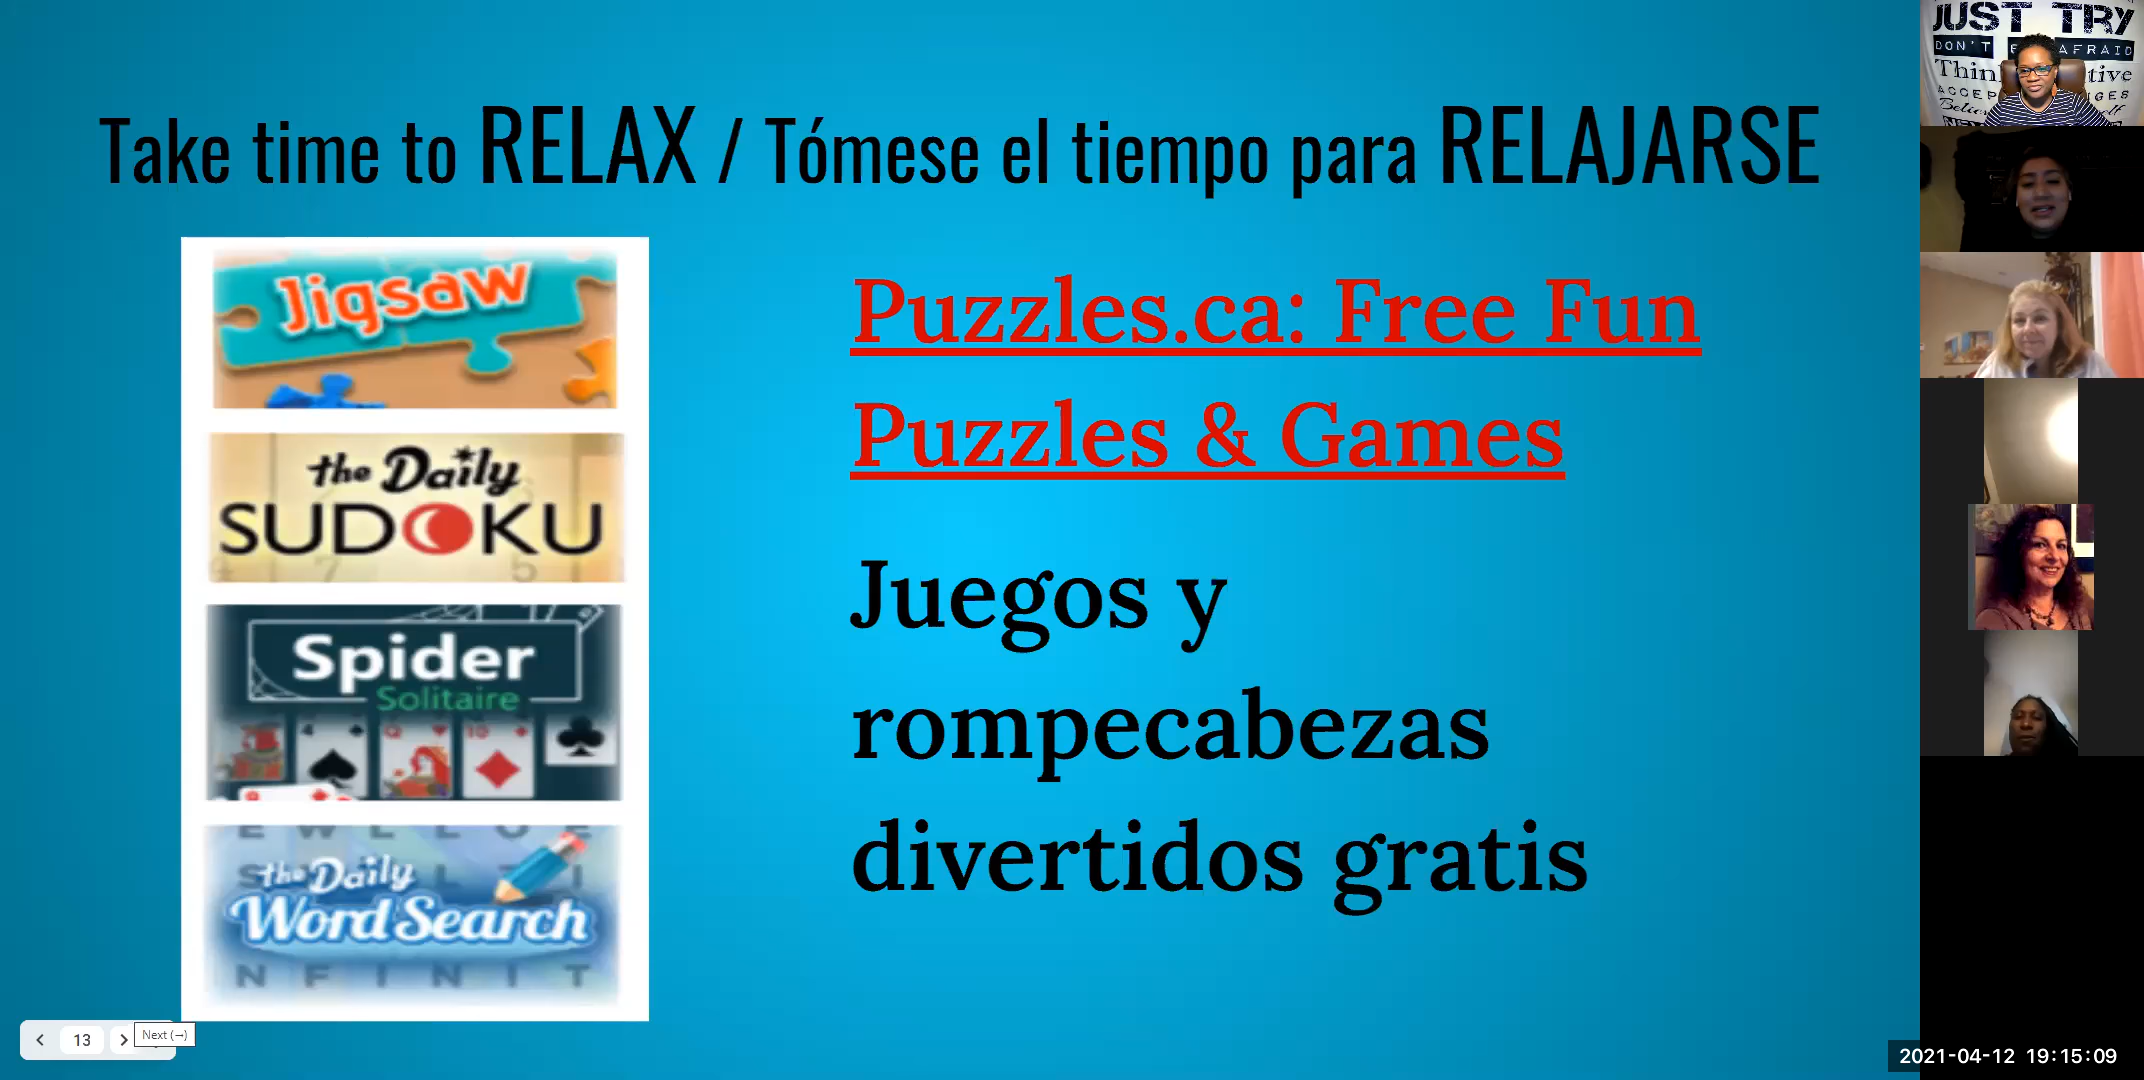 Take time to RELAX / Tómese el tiempo para RELAJARSE
Jigsaw
the Daily
SUDOKU
Spider
Solitaire
the Daily
Word Search
N F I N I T
Puzzles.ca: Free Fun
Puzzles & Games
Juegos y
rompecabezas
divertidos gratis
13
Next (→)
JUST TRY
DON'T AFRAID
2021-04-12 19:15:09